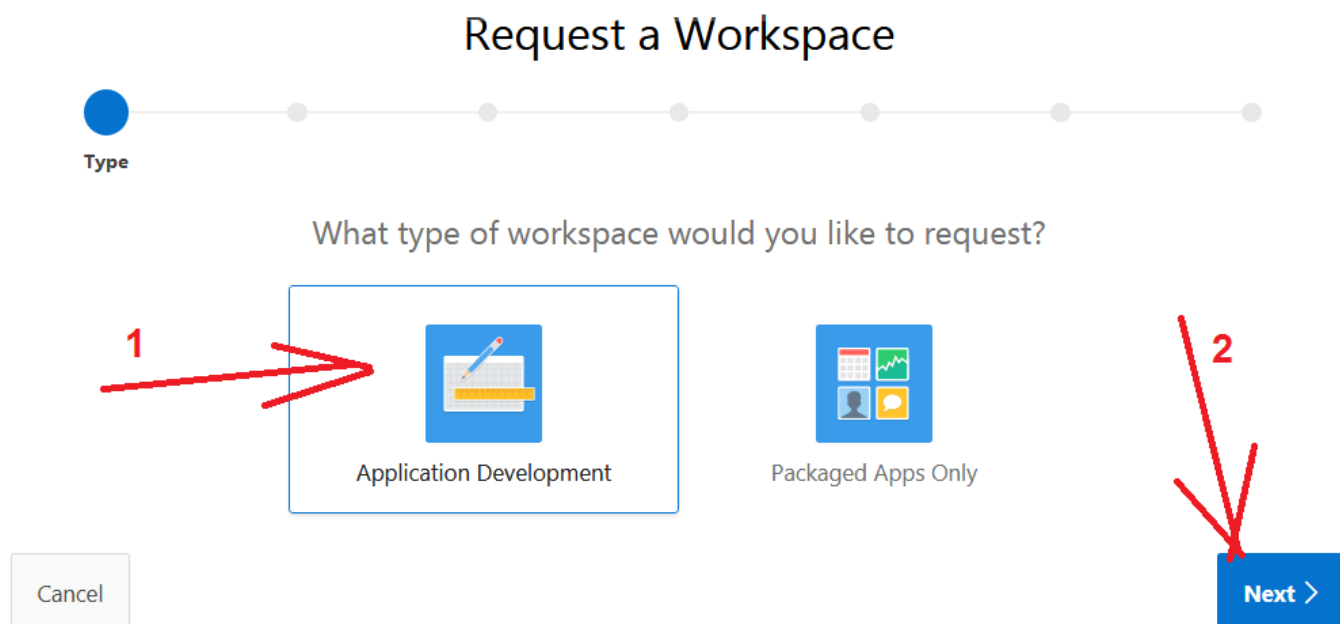 Request a Workspace
Type
What type of workspace would you like to request?
1
2
Application Development
Packaged Apps Only
Cancel
Next